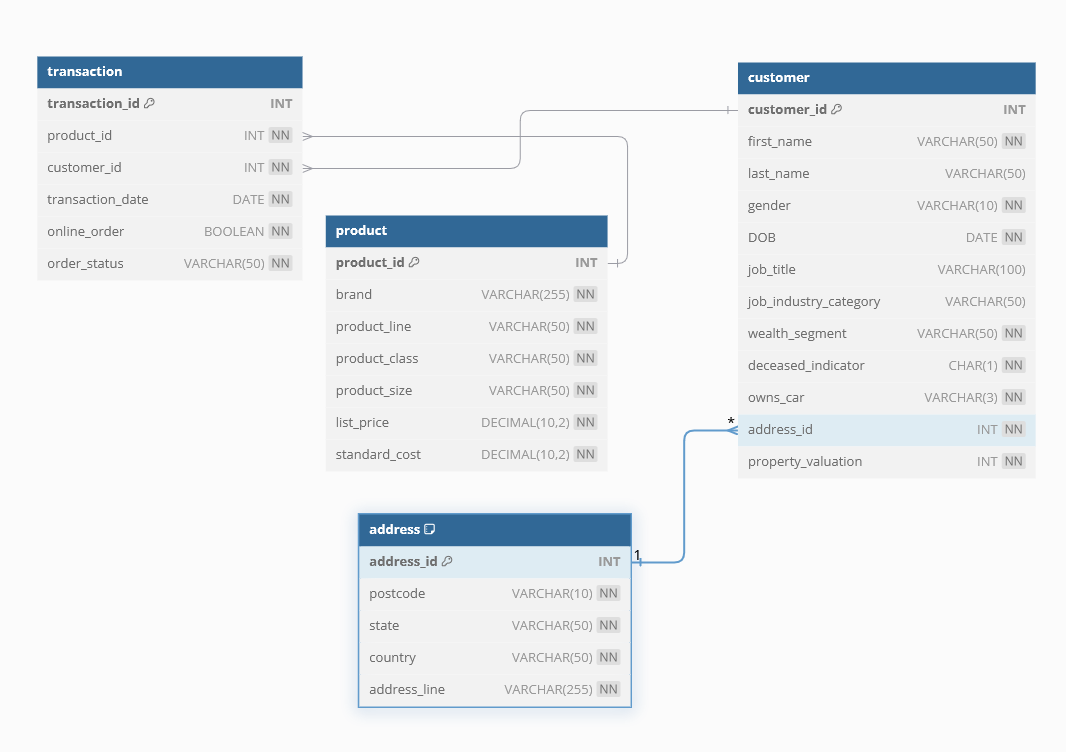 transaction
transaction_id INT
product_id INT NN
customer_id INT NN
transaction_date DATE NN
online_order BOOLEAN NN
order_status VARCHAR(50) NN
product
product_id INT
brand VARCHAR(255) NN
product_line VARCHAR(50) NN
product_class VARCHAR(50) NN
product_size VARCHAR(50) NN
list_price DECIMAL(10,2) NN
standard_cost DECIMAL(10,2) NN
customer
customer_id INT
first_name VARCHAR(50) NN
last_name VARCHAR(50)
gender VARCHAR(10) NN
DOB DATE NN
job_title VARCHAR(100)
job_industry_category VARCHAR(50)
wealth_segment VARCHAR(50) NN
deceased_indicator CHAR(1) NN
owns_car VARCHAR(3) NN
* address_id INT NN
property_valuation INT NN
address
address_id INT 1
postcode VARCHAR(10) NN
state VARCHAR(50) NN
country VARCHAR(50) NN
address_line VARCHAR(255) NN